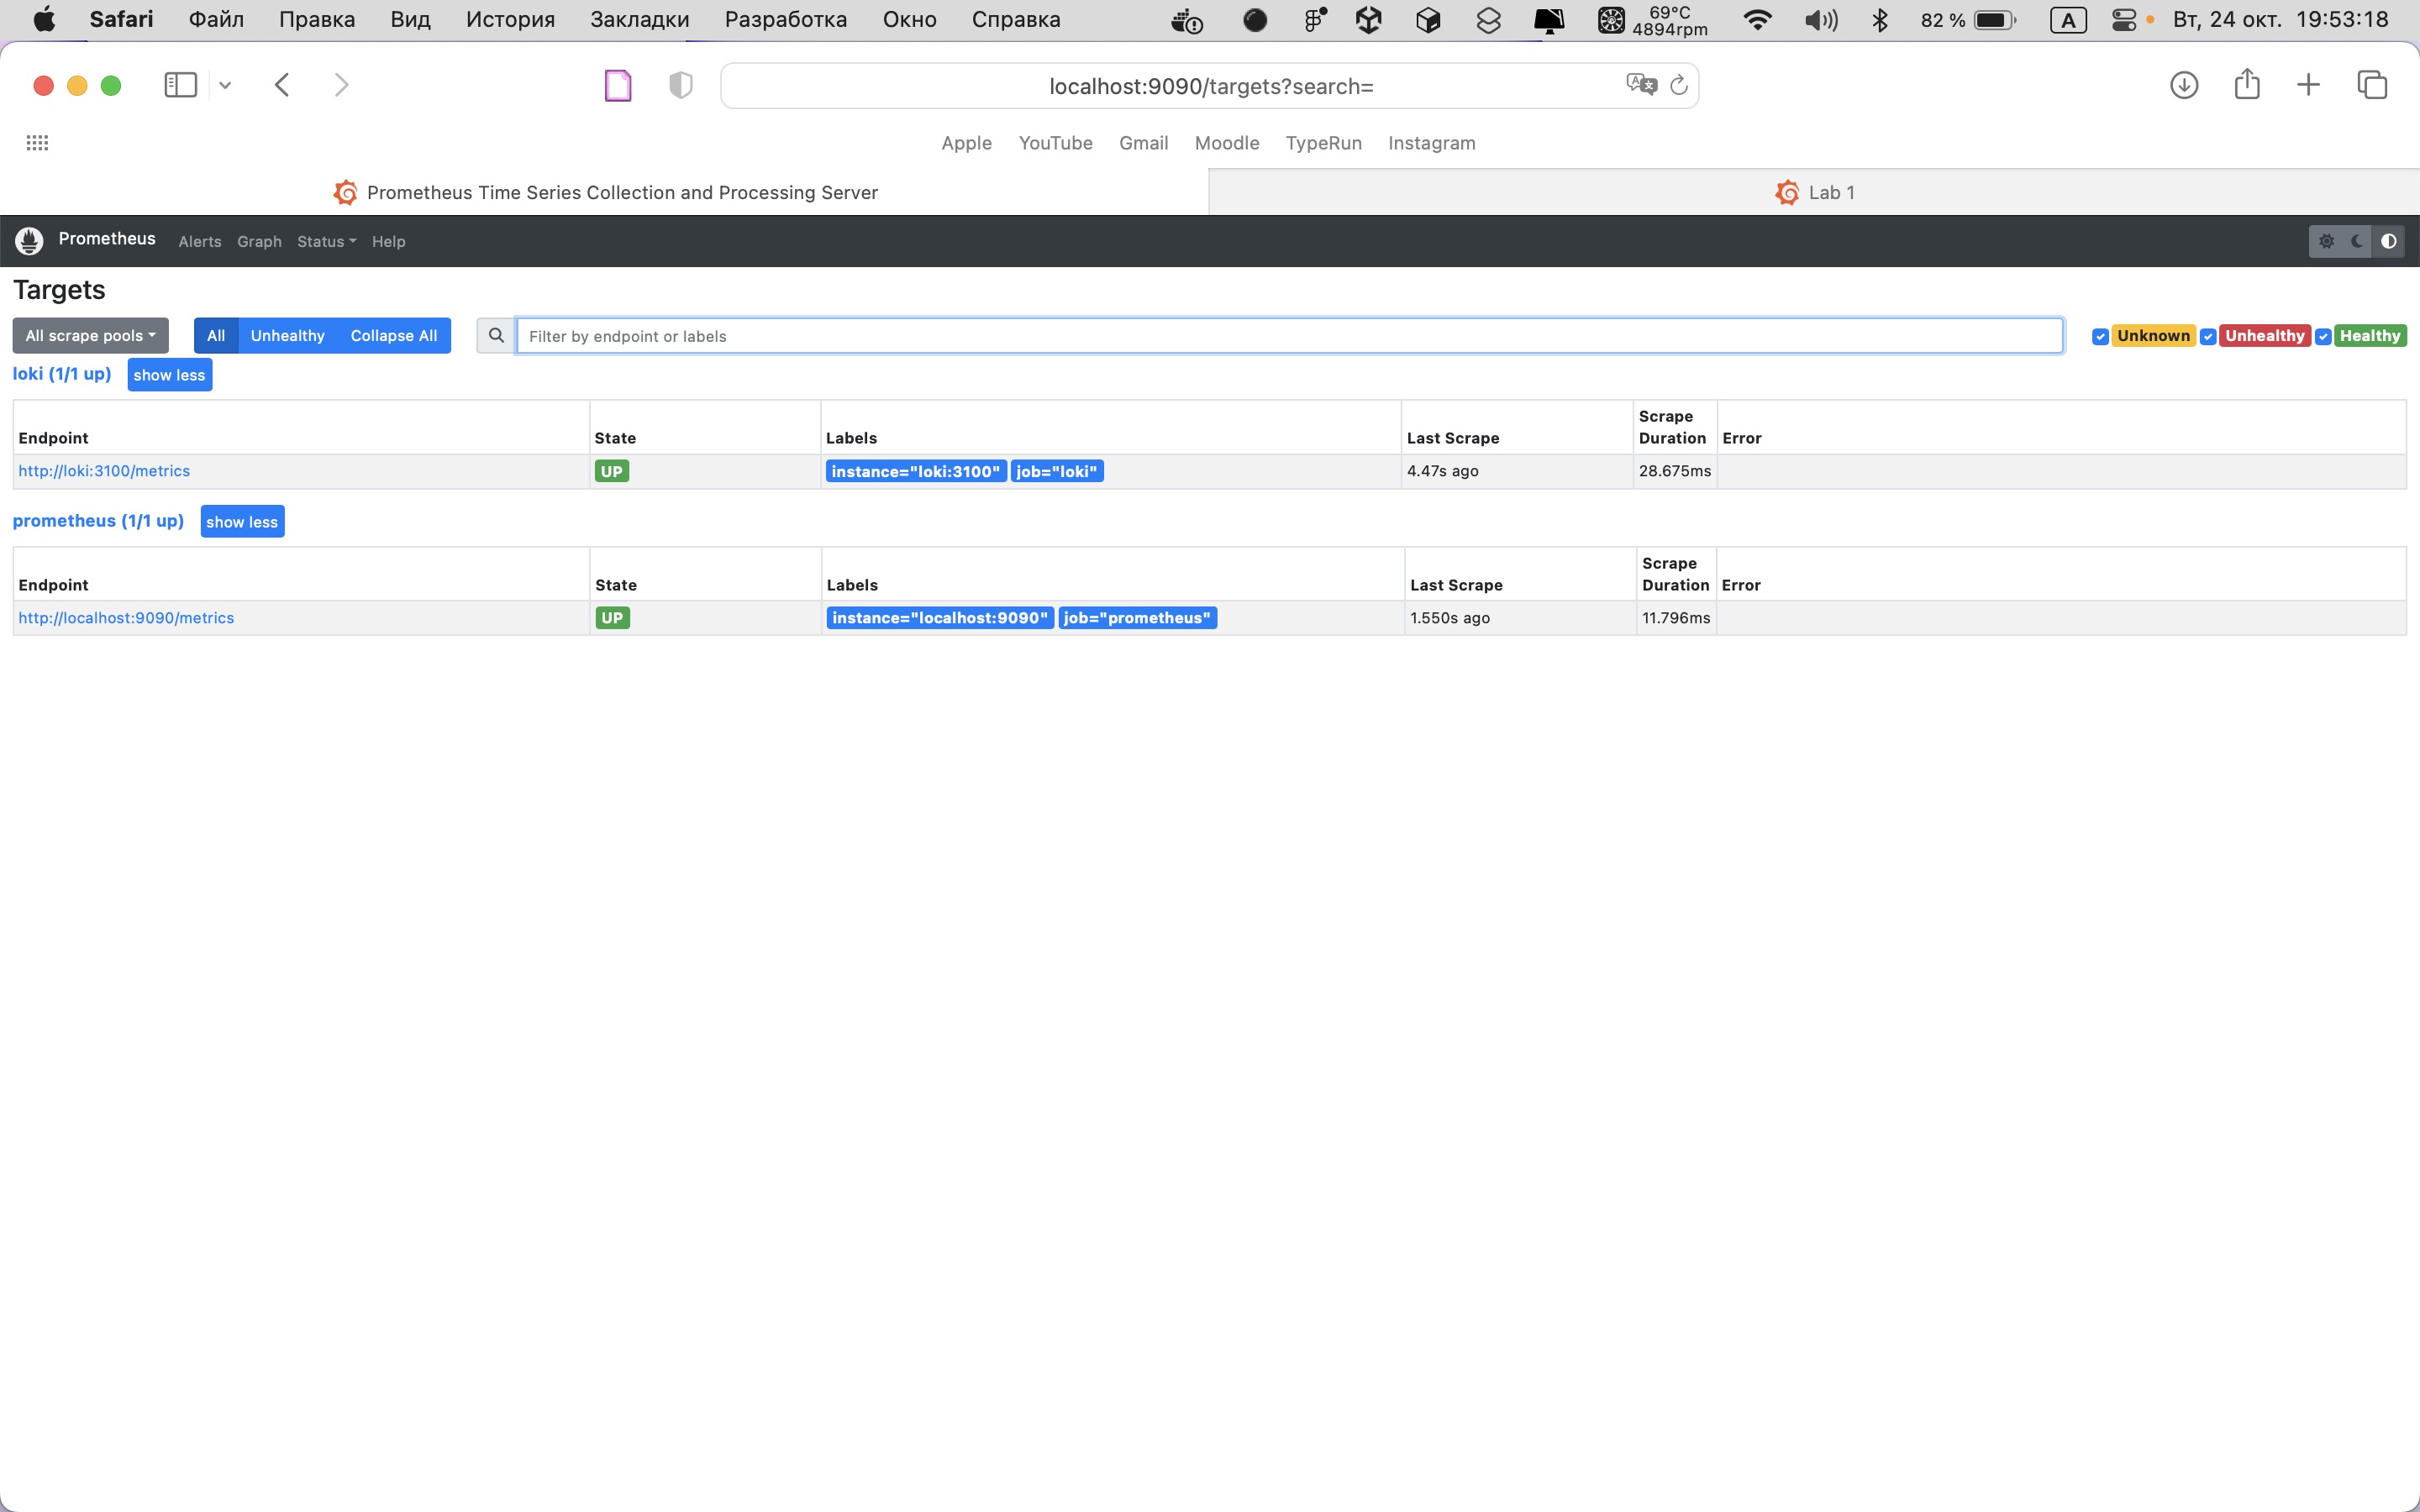 Safari Файл Правка Вид История Закладки Разработка Окно Справка 69°C 4894rpm 82 % A Вт, 24 окт. 19:53:18
localhost:9090/targets?search=
Apple YouTube Gmail Moodle TypeRun Instagram
Prometheus Time Series Collection and Processing Server Lab 1
Prometheus Alerts Graph Status Help
Targets
All scrape pools All Unhealthy Collapse All Filter by endpoint or labels Unknown Unhealthy Healthy
loki (1/1 up) show less
Endpoint State Labels Last Scrape Scrape Duration Error
http://loki:3100/metrics UP instance="loki:3100" job="loki" 4.47s ago 28.675ms
prometheus (1/1 up) show less
Endpoint State Labels Last Scrape Scrape Duration Error
http://localhost:9090/metrics UP instance="localhost:9090" job="prometheus" 1.550s ago 11.796ms